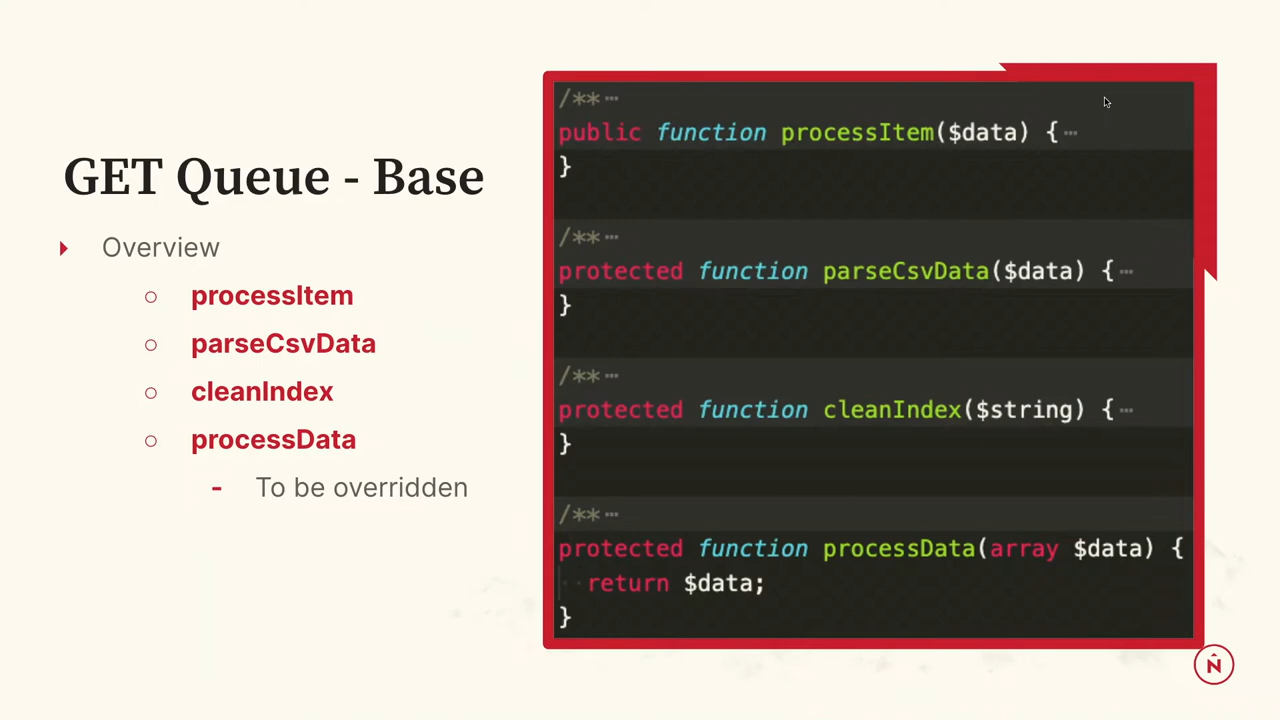 GET Queue - Base
Overview
processItem
parseCsvData
cleanIndex
processData
- To be overridden
/** ···
public function processItem($data) { ···
}
/** ···
protected function parseCsvData($data) { ···
}
/** ···
protected function cleanIndex($string) { ···
}
/** ···
protected function processData(array $data) {
return $data;
}
N